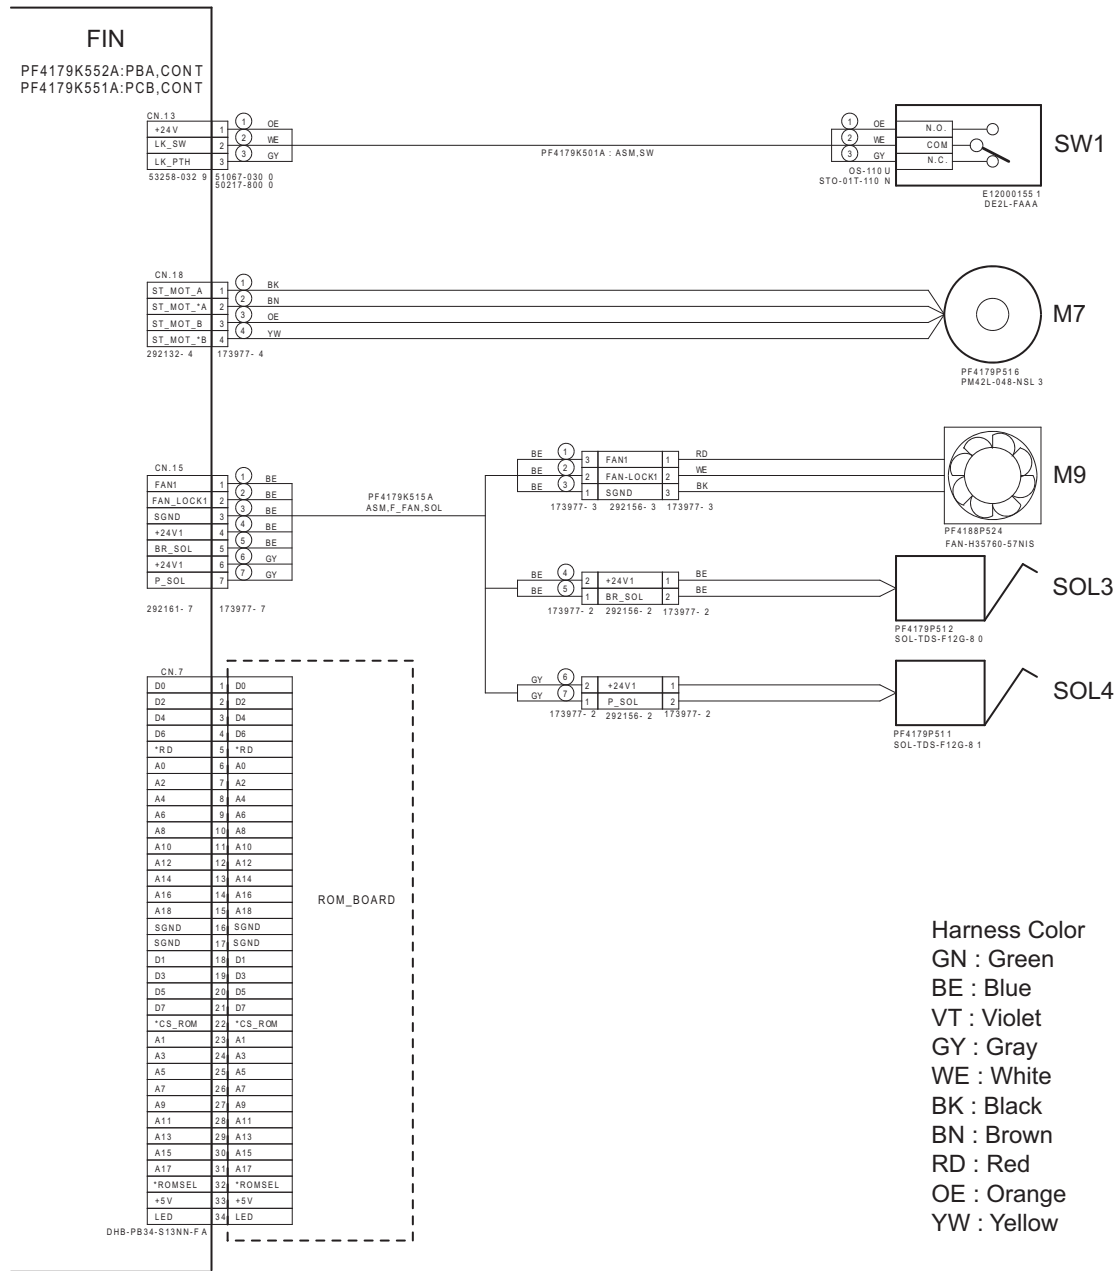 FIN
PF4179K552A:PBA,CONT
PF4179K551A:PCB,CONT
CN.13
+24V 1 1 OE
LK_SW 2 2 WE
LK_PTH 3 3 GY
53258-0329 51067-0300
50217-8000
PF4179K501A : ASM,SW
1 OE N.O.
2 WE COM
3 GY N.C.
OS-110U
STO-01T-110N
E120001551
DE2L-FAAA
SW1
CN.18
ST_MOT_A 1 1 BK
ST_MOT_*A 2 2 BN
ST_MOT_B 3 3 OE
ST_MOT_*B 4 4 YW
292132-4 173977-4
PF4179P516
PM42L-048-NSL3
M7
CN.15
FAN1 1 1 BE
FAN_LOCK1 2 2 BE
SGND 3 3 BE
+24V1 4 4 BE
BR_SOL 5 5 BE
+24V1 6 6 GY
P_SOL 7 7 GY
292161-7 173977-7
PF4179K515A
ASM,F_FAN,SOL
BE 1 3 FAN1 1 RD
BE 2 2 FAN-LOCK1 2 WE
BE 3 1 SGND 3 BK
173977-3 292156-3 173977-3
PF4188P524
FAN-H35760-57NIS
M9
BE 4 2 +24V1 1 BE
BE 5 1 BR_SOL 2 BE
173977-2 292156-2 173977-2
PF4179P512
SOL-TDS-F12G-80
SOL3
GY 6 2 +24V1 1
GY 7 1 P_SOL 2
173977-2 292156-2 173977-2
PF4179P511
SOL-TDS-F12G-81
SOL4
CN.7
D0 1 D0
D2 2 D2
D4 3 D4
D6 4 D6
*RD 5 *RD
A0 6 A0
A2 7 A2
A4 8 A4
A6 9 A6
A8 10 A8
A10 11 A10
A12 12 A12
A14 13 A14
A16 14 A16
A18 15 A18
SGND 16 SGND
SGND 17 SGND
D1 18 D1
D3 19 D3
D5 20 D5
D7 21 D7
*CS_ROM 22 *CS_ROM
A1 23 A1
A3 24 A3
A5 25 A5
A7 26 A7
A9 27 A9
A11 28 A11
A13 29 A13
A15 30 A15
A17 31 A17
*ROMSEL 32 *ROMSEL
+5V 33 +5V
LED 34 LED
DHB-PB34-S13NN-FA
ROM_BOARD
Harness Color
GN : Green
BE : Blue
VT : Violet
GY : Gray
WE : White
BK : Black
BN : Brown
RD : Red
OE : Orange
YW : Yellow